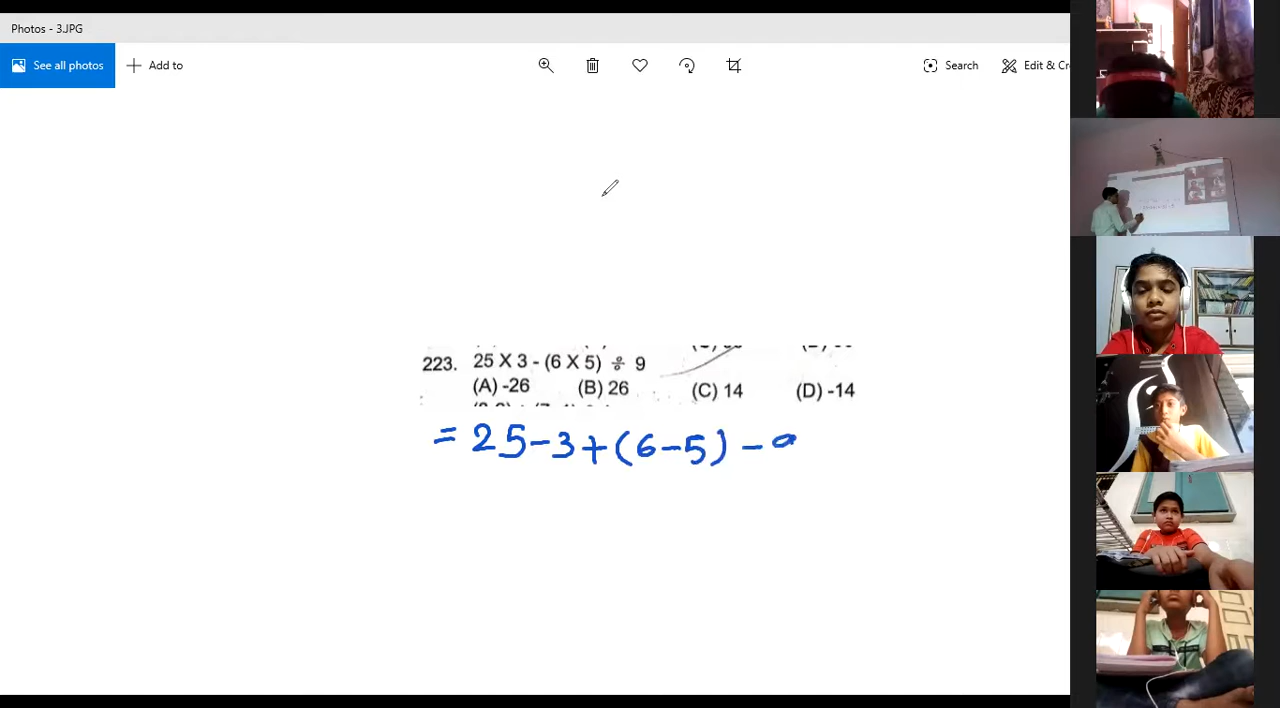 Photos - 3.JPG
See all photos
Add to
Search
Edit & Cr
223. 25 X 3 - (6 X 5) ÷ 9
(A) -26 (B) 26 (C) 14 (D) -14
= 25 - 3 + (6 - 5) -